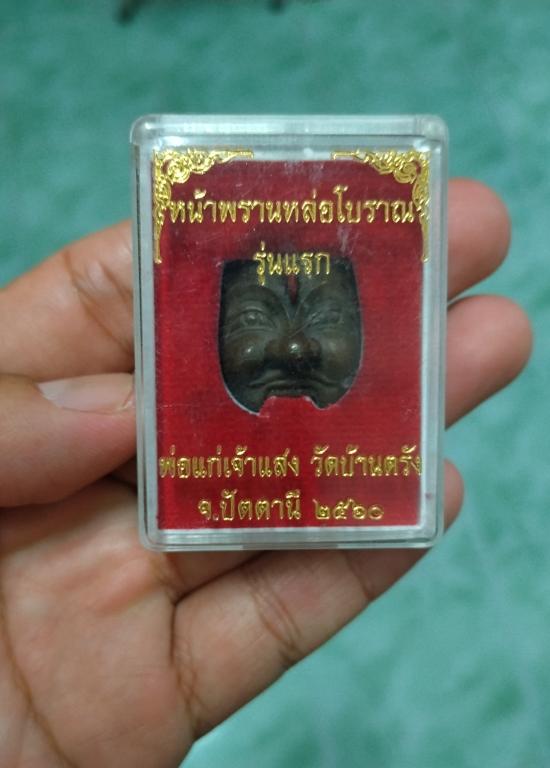 หน้าพรานหล่อโบราณ
รุ่นแรก
พ่อแก่เจ้าแสง วัดบ้านตรัง
จ.ปัตตานี ๒๕๖๐